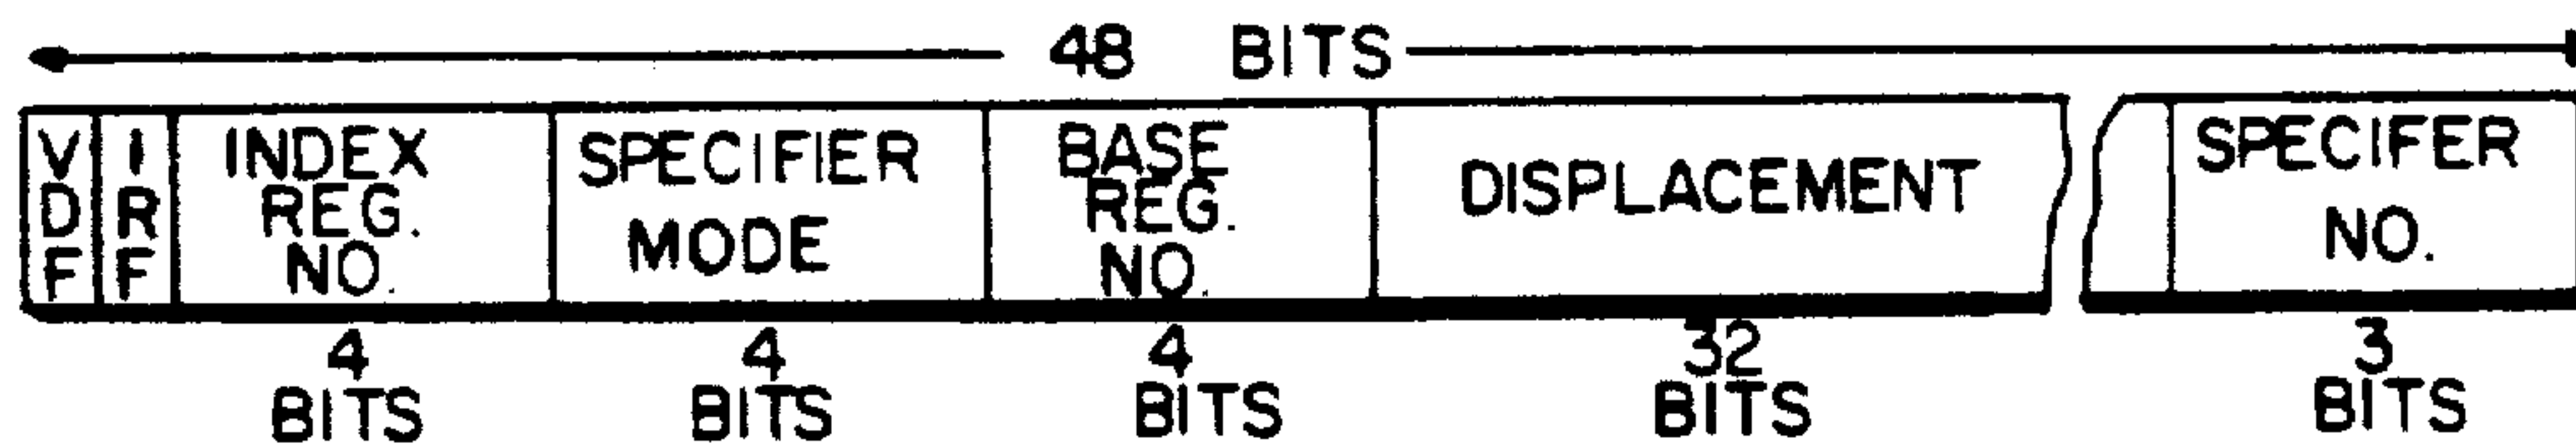 48 BITS
V D F
I R F
INDEX
REG.
NO.
SPECIFIER
MODE
BASE
REG.
NO.
DISPLACEMENT
SPECIFER
NO.
4
BITS
4
BITS
4
BITS
32
BITS
3
BITS